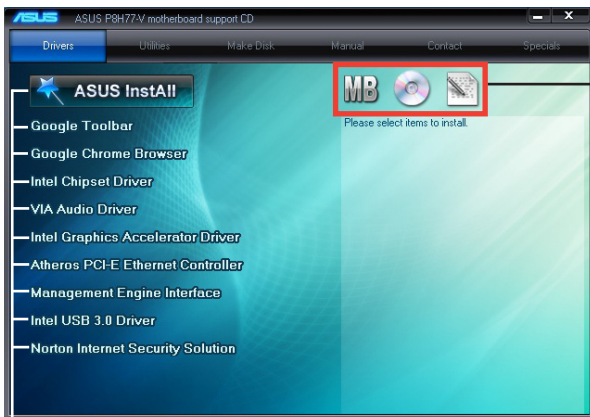 ASUS ASUS P8H77-V motherboard support CD
Drivers Utilities Make Disk Manual Contact Specials
ASUS InstAll
MB
Please select items to install.
Google Toolbar
Google Chrome Browser
Intel Chipset Driver
VIA Audio Driver
Intel Graphics Accelerator Driver
Atheros PCI-E Ethernet Controller
Management Engine Interface
Intel USB 3.0 Driver
Norton Internet Security Solution